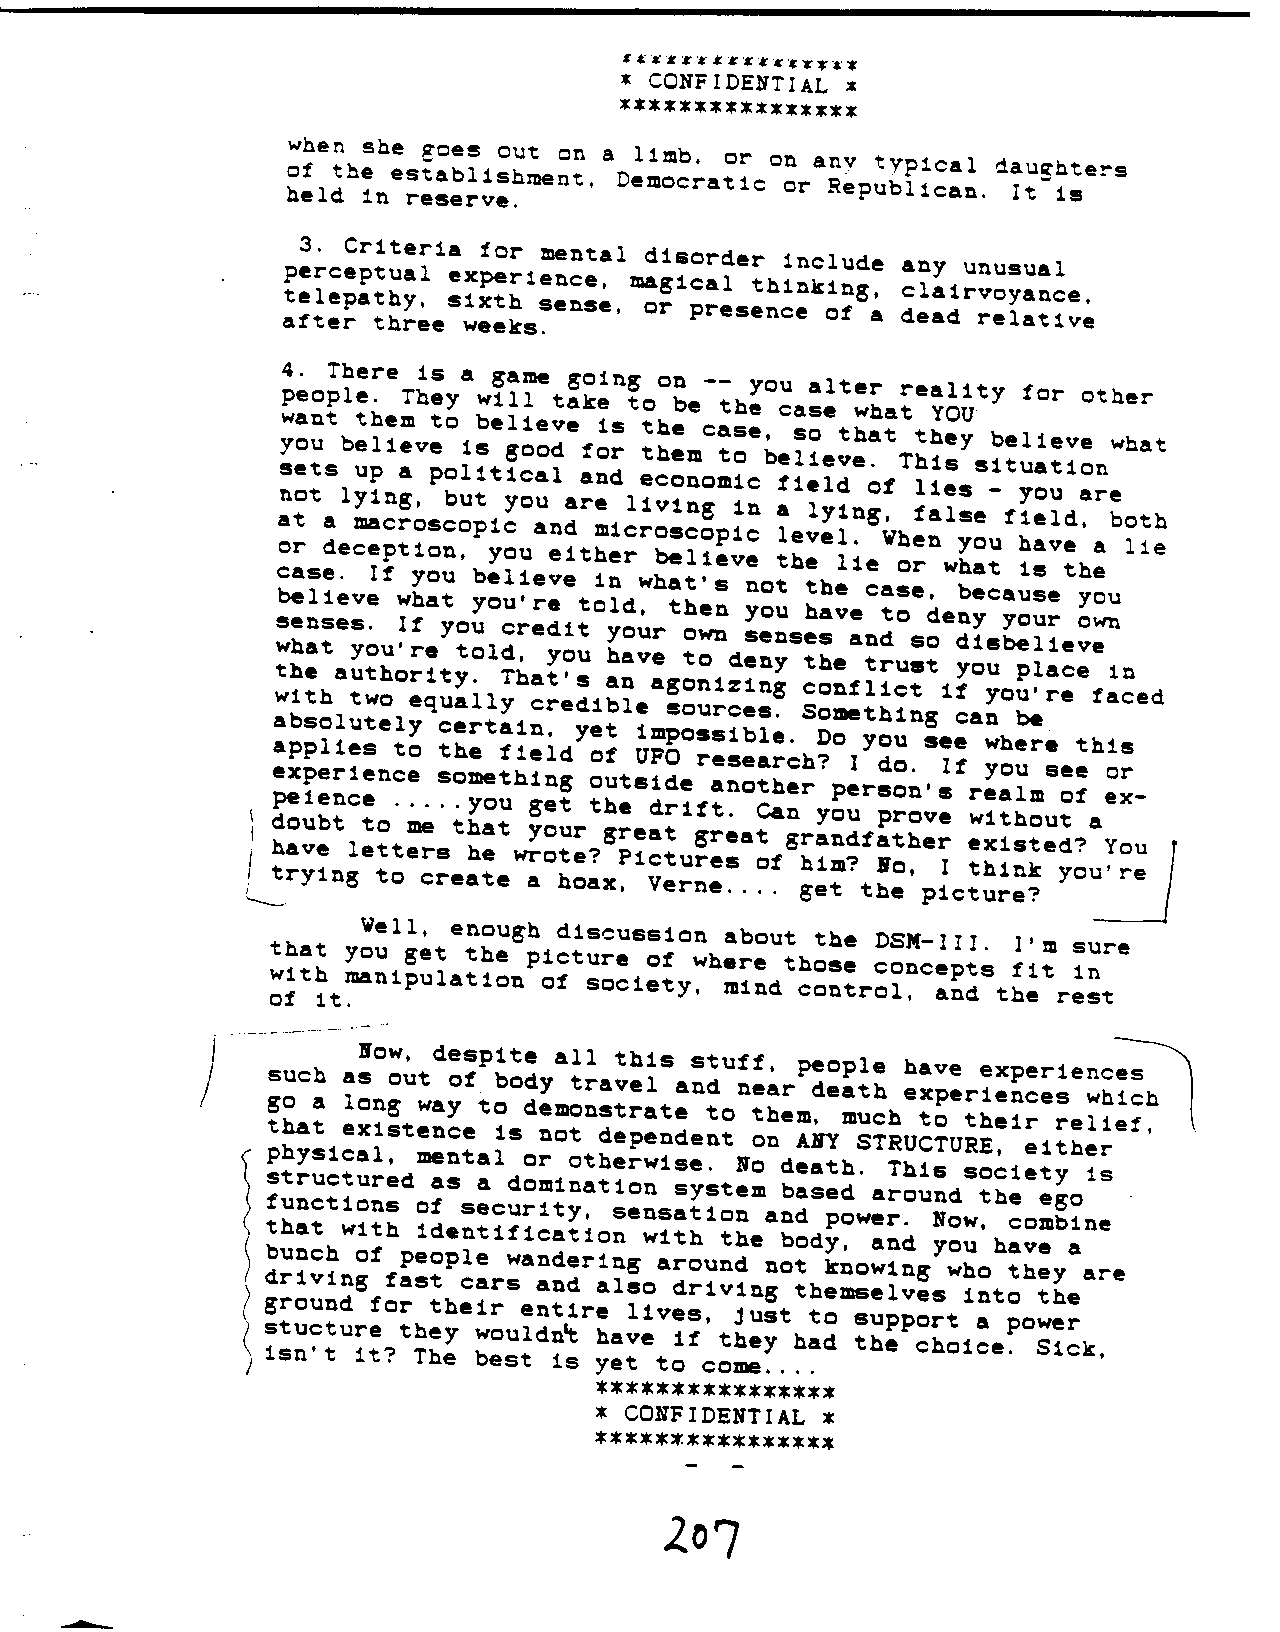 ****************
* CONFIDENTIAL *
****************
when she goes out on a limb, or on any typical daughters
of the establishment, Democratic or Republican. It is
held in reserve.
3. Criteria for mental disorder include any unusual
perceptual experience, magical thinking, clairvoyance,
telepathy, sixth sense, or presence of a dead relative
after three weeks.
4. There is a game going on -- you alter reality for other
people. They will take to be the case what YOU
want them to believe is the case, so that they believe what
you believe is good for them to believe. This situation
sets up a political and economic field of lies - you are
not lying, but you are living in a lying, false field, both
at a macroscopic and microscopic level. When you have a lie
or deception, you either believe the lie or what is the
case. If you believe in what's not the case, because you
believe what you're told, then you have to deny your own
senses. If you credit your own senses and so disbelieve
what you're told, you have to deny the trust you place in
the authority. That's an agonizing conflict if you're faced
with two equally credible sources. Something can be
absolutely certain, yet impossible. Do you see where this
applies to the field of UFO research? I do. If you see or
experience something outside another person's realm of ex-
peience .....you get the drift. Can you prove without a
doubt to me that your great great grandfather existed? You
have letters he wrote? Pictures of him? No, I think you're
trying to create a hoax, Verne.... get the picture?
Well, enough discussion about the DSM-III. I'm sure
that you get the picture of where those concepts fit in
with manipulation of society, mind control, and the rest
of it.
Now, despite all this stuff, people have experiences
such as out of body travel and near death experiences which
go a long way to demonstrate to them, much to their relief,
that existence is not dependent on ANY STRUCTURE, either
physical, mental or otherwise. No death. This society is
structured as a domination system based around the ego
functions of security, sensation and power. Now, combine
that with identification with the body, and you have a
bunch of people wandering around not knowing who they are
driving fast cars and also driving themselves into the
ground for their entire lives, just to support a power
stucture they wouldn't have if they had the choice. Sick,
isn't it? The best is yet to come....
****************
* CONFIDENTIAL *
****************
- -
207